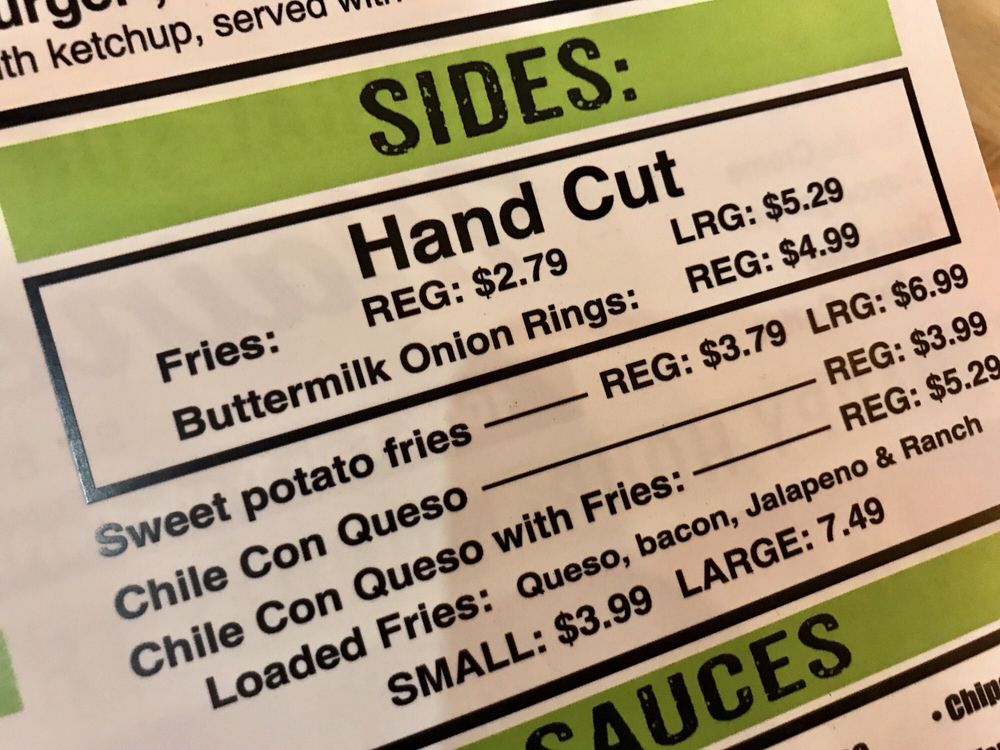 th ketchup, served with
SIDES:
Hand Cut
Fries: REG: $2.79 LRG: $5.29
Buttermilk Onion Rings: REG: $4.99
Sweet potato fries REG: $3.79 LRG: $6.99
Chile Con Queso REG: $3.99
Chile Con Queso with Fries: REG: $5.29
Loaded Fries: Queso, bacon, Jalapeno & Ranch
SMALL: $3.99 LARGE: 7.49
SAUCES